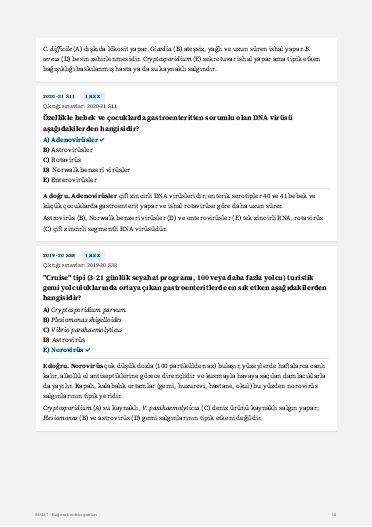 C. difficile (A) dışkıda lökosit yapar. Giardia (B) ateşsiz, yağlı ve uzun süren ishal yapar. B.
cereus (D) besin zehirlenmesidir. Cryptosporidium (E) sekretuvar ishal yapar ama tipik etken
bağışıklığı baskılanmış hasta ya da su kaynaklı salgındır.
2020-21 S11 1 KEZ
Çıktığı sınavlar: 2020-21 S11
Özellikle bebek ve çocuklarda gastroenteritten sorumlu olan DNA virüsü
aşağıdakilerden hangisidir?
A) Adenovirüsler ✓
B) Astrovirüsler
C) Rotavirüs
D) Norwalk benzeri virüsler
E) Enterovirüsler
A doğru. Adenovirüsler çift zincirli DNA virüsleridir; enterik serotipler 40 ve 41 bebek ve
küçük çocuklarda gastroenterit yapar ve ishal rotavirüse göre daha uzun sürer.
Astrovirüs (B), Norwalk benzeri virüsler (D) ve enterovirüsler (E) tek zincirli RNA, rotavirüs
(C) çift zincirli segmentli RNA virüsüdür.
2019-20 S38 1 KEZ
Çıktığı sınavlar: 2019-20 S38
"Cruise" tipi (3-21 günlük seyahat programı, 100 veya daha fazla yolcu) turistik
gemi yolculuklarında ortaya çıkan gastroenteritlerde en sık etken aşağıdakilerden
hangisidir?
A) Cryptosporidium parvum
B) Plesiomonas shigelloides
C) Vibrio parahaemolyticus
D) Astrovirüs
E) Norovirüs ✓
E doğru. Norovirüs çok düşük dozla (100 partikülden az) bulaşır, yüzeylerde haftalarca canlı
kalır, alkollü el antiseptiklerine görece dirençlidir ve kusmayla havaya saçılan damlacıklarla
da yayılır. Kapalı, kalabalık ortamlar (gemi, huzurevi, hastane, okul) bu yüzden norovirüs
salgınlarının tipik yeridir.
Cryptosporidium (A) su kaynaklı, V. parahaemolyticus (C) deniz ürünü kaynaklı salgın yapar;
Plesiomonas (B) ve astrovirüs (D) gemi salgınlarının tipik etkeni değildir.